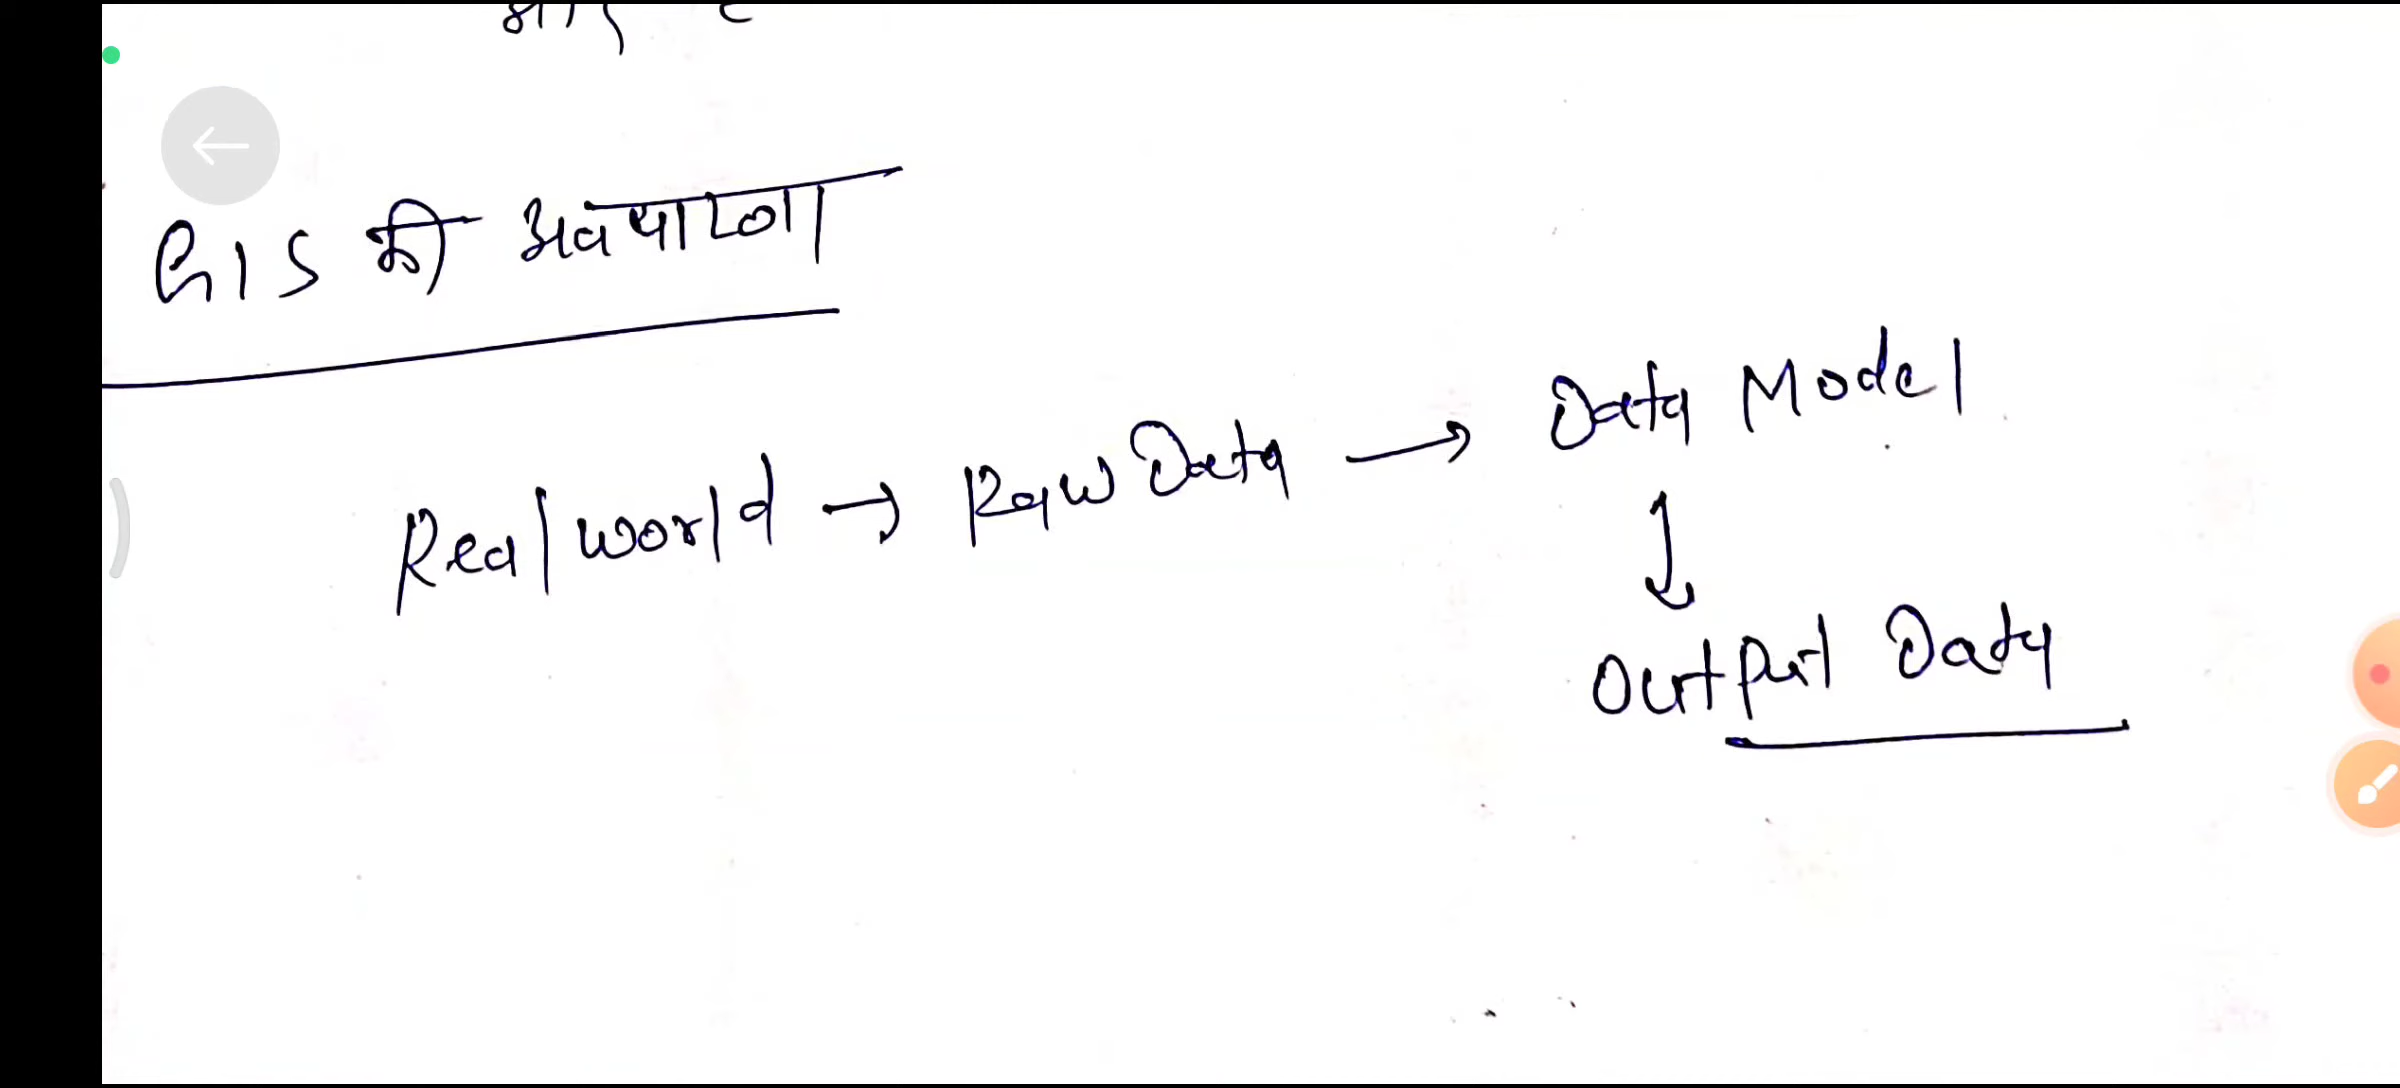 GIS की अवधारणा
Real world → Raw Data → Data Model
↓
Output Data